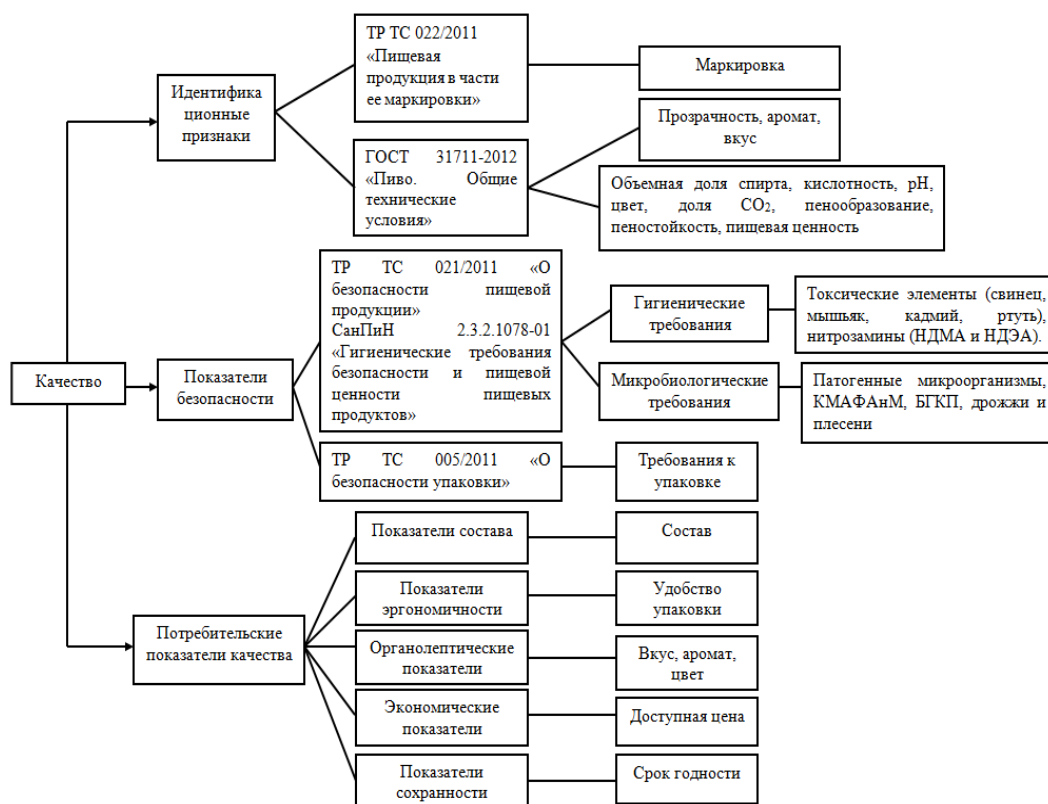 ТР ТС 022/2011
«Пищевая
продукция в части
ее маркировки»
Маркировка
Идентифика
ционные
признаки
Прозрачность, аромат,
вкус
ГОСТ 31711-2012
«Пиво. Общие
технические
условия»
Объемная доля спирта, кислотность, pH,
цвет, доля CO₂, пенообразование,
пеностойкость, пищевая ценность
ТР ТС 021/2011 «О
безопасности пищевой
продукции»
СанПиН 2.3.2.1078-01
«Гигиенические требования
безопасности и пищевой
ценности пищевых
продуктов»
Гигиенические
требования
Токсические элементы (свинец,
мышьяк, кадмий, ртуть),
нитрозамины (НДМА и НДЭА).
Качество
Показатели
безопасности
Микробиологические
требования
Патогенные микроорганизмы,
КМАФАнМ, БГКП, дрожжи и
плесени
ТР ТС 005/2011 «О
безопасности упаковки»
Требования к
упаковке
Показатели состава
Состав
Показатели
эргономичности
Удобство
упаковки
Потребительские
показатели качества
Органолептические
показатели
Вкус, аромат,
цвет
Экономические
показатели
Доступная цена
Показатели
сохранности
Срок годности